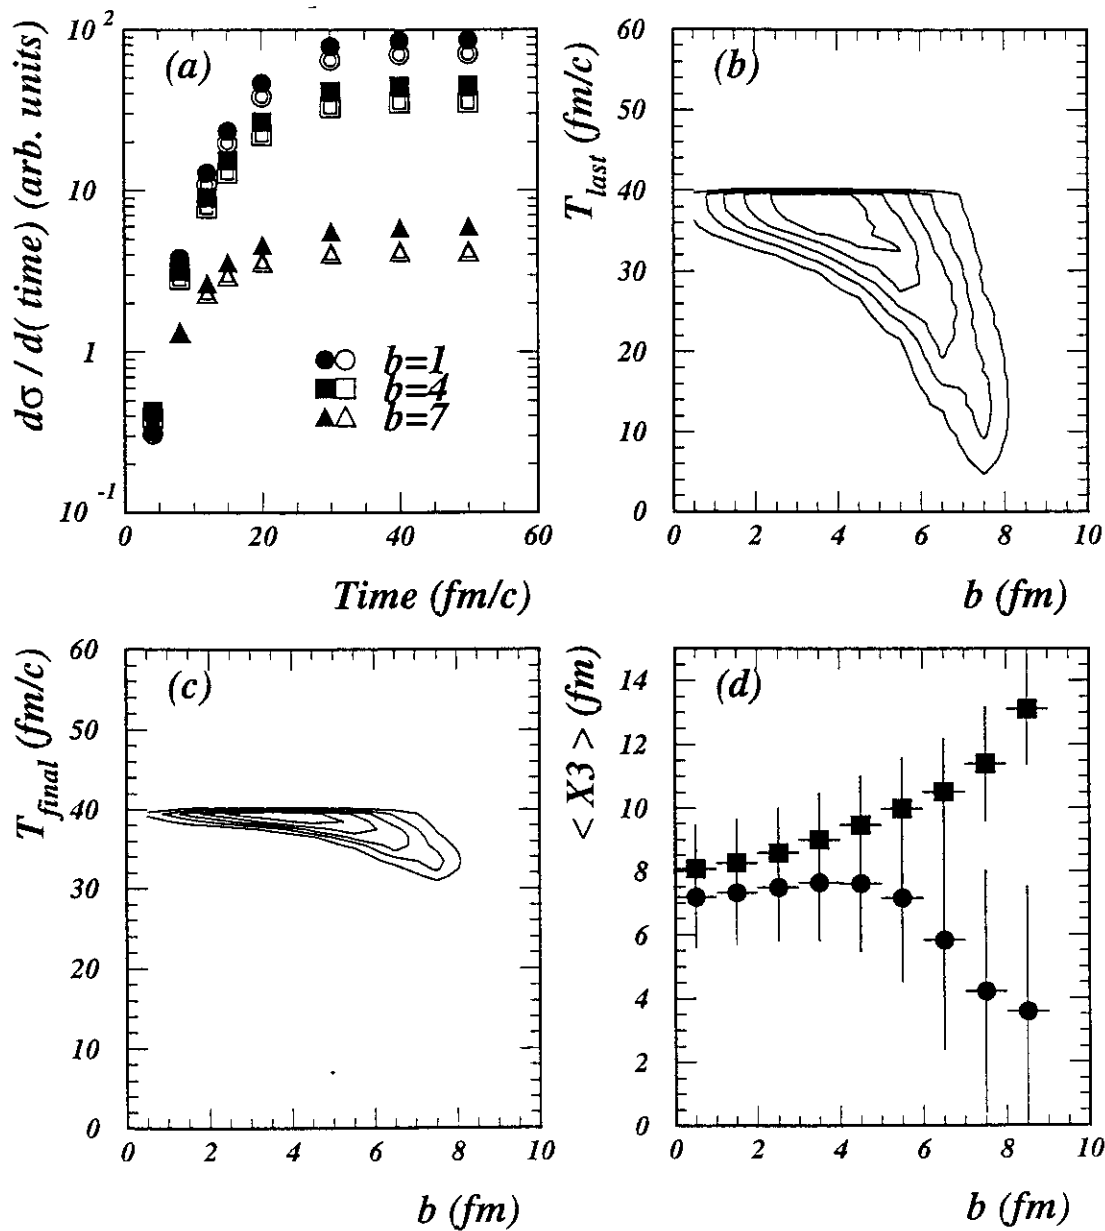 (a)
dσ / d( time) (arb. units)
10^2
10
1
10^-1
b=1
b=4
b=7
0 20 40 60
Time (fm/c)
(b)
T_last (fm/c)
60
50
40
30
20
10
0
0 2 4 6 8 10
b (fm)
(c)
T_final (fm/c)
60
50
40
30
20
10
0
0 2 4 6 8 10
b (fm)
(d)
< X3 > (fm)
14
12
10
8
6
4
2
0
0 2 4 6 8 10
b (fm)